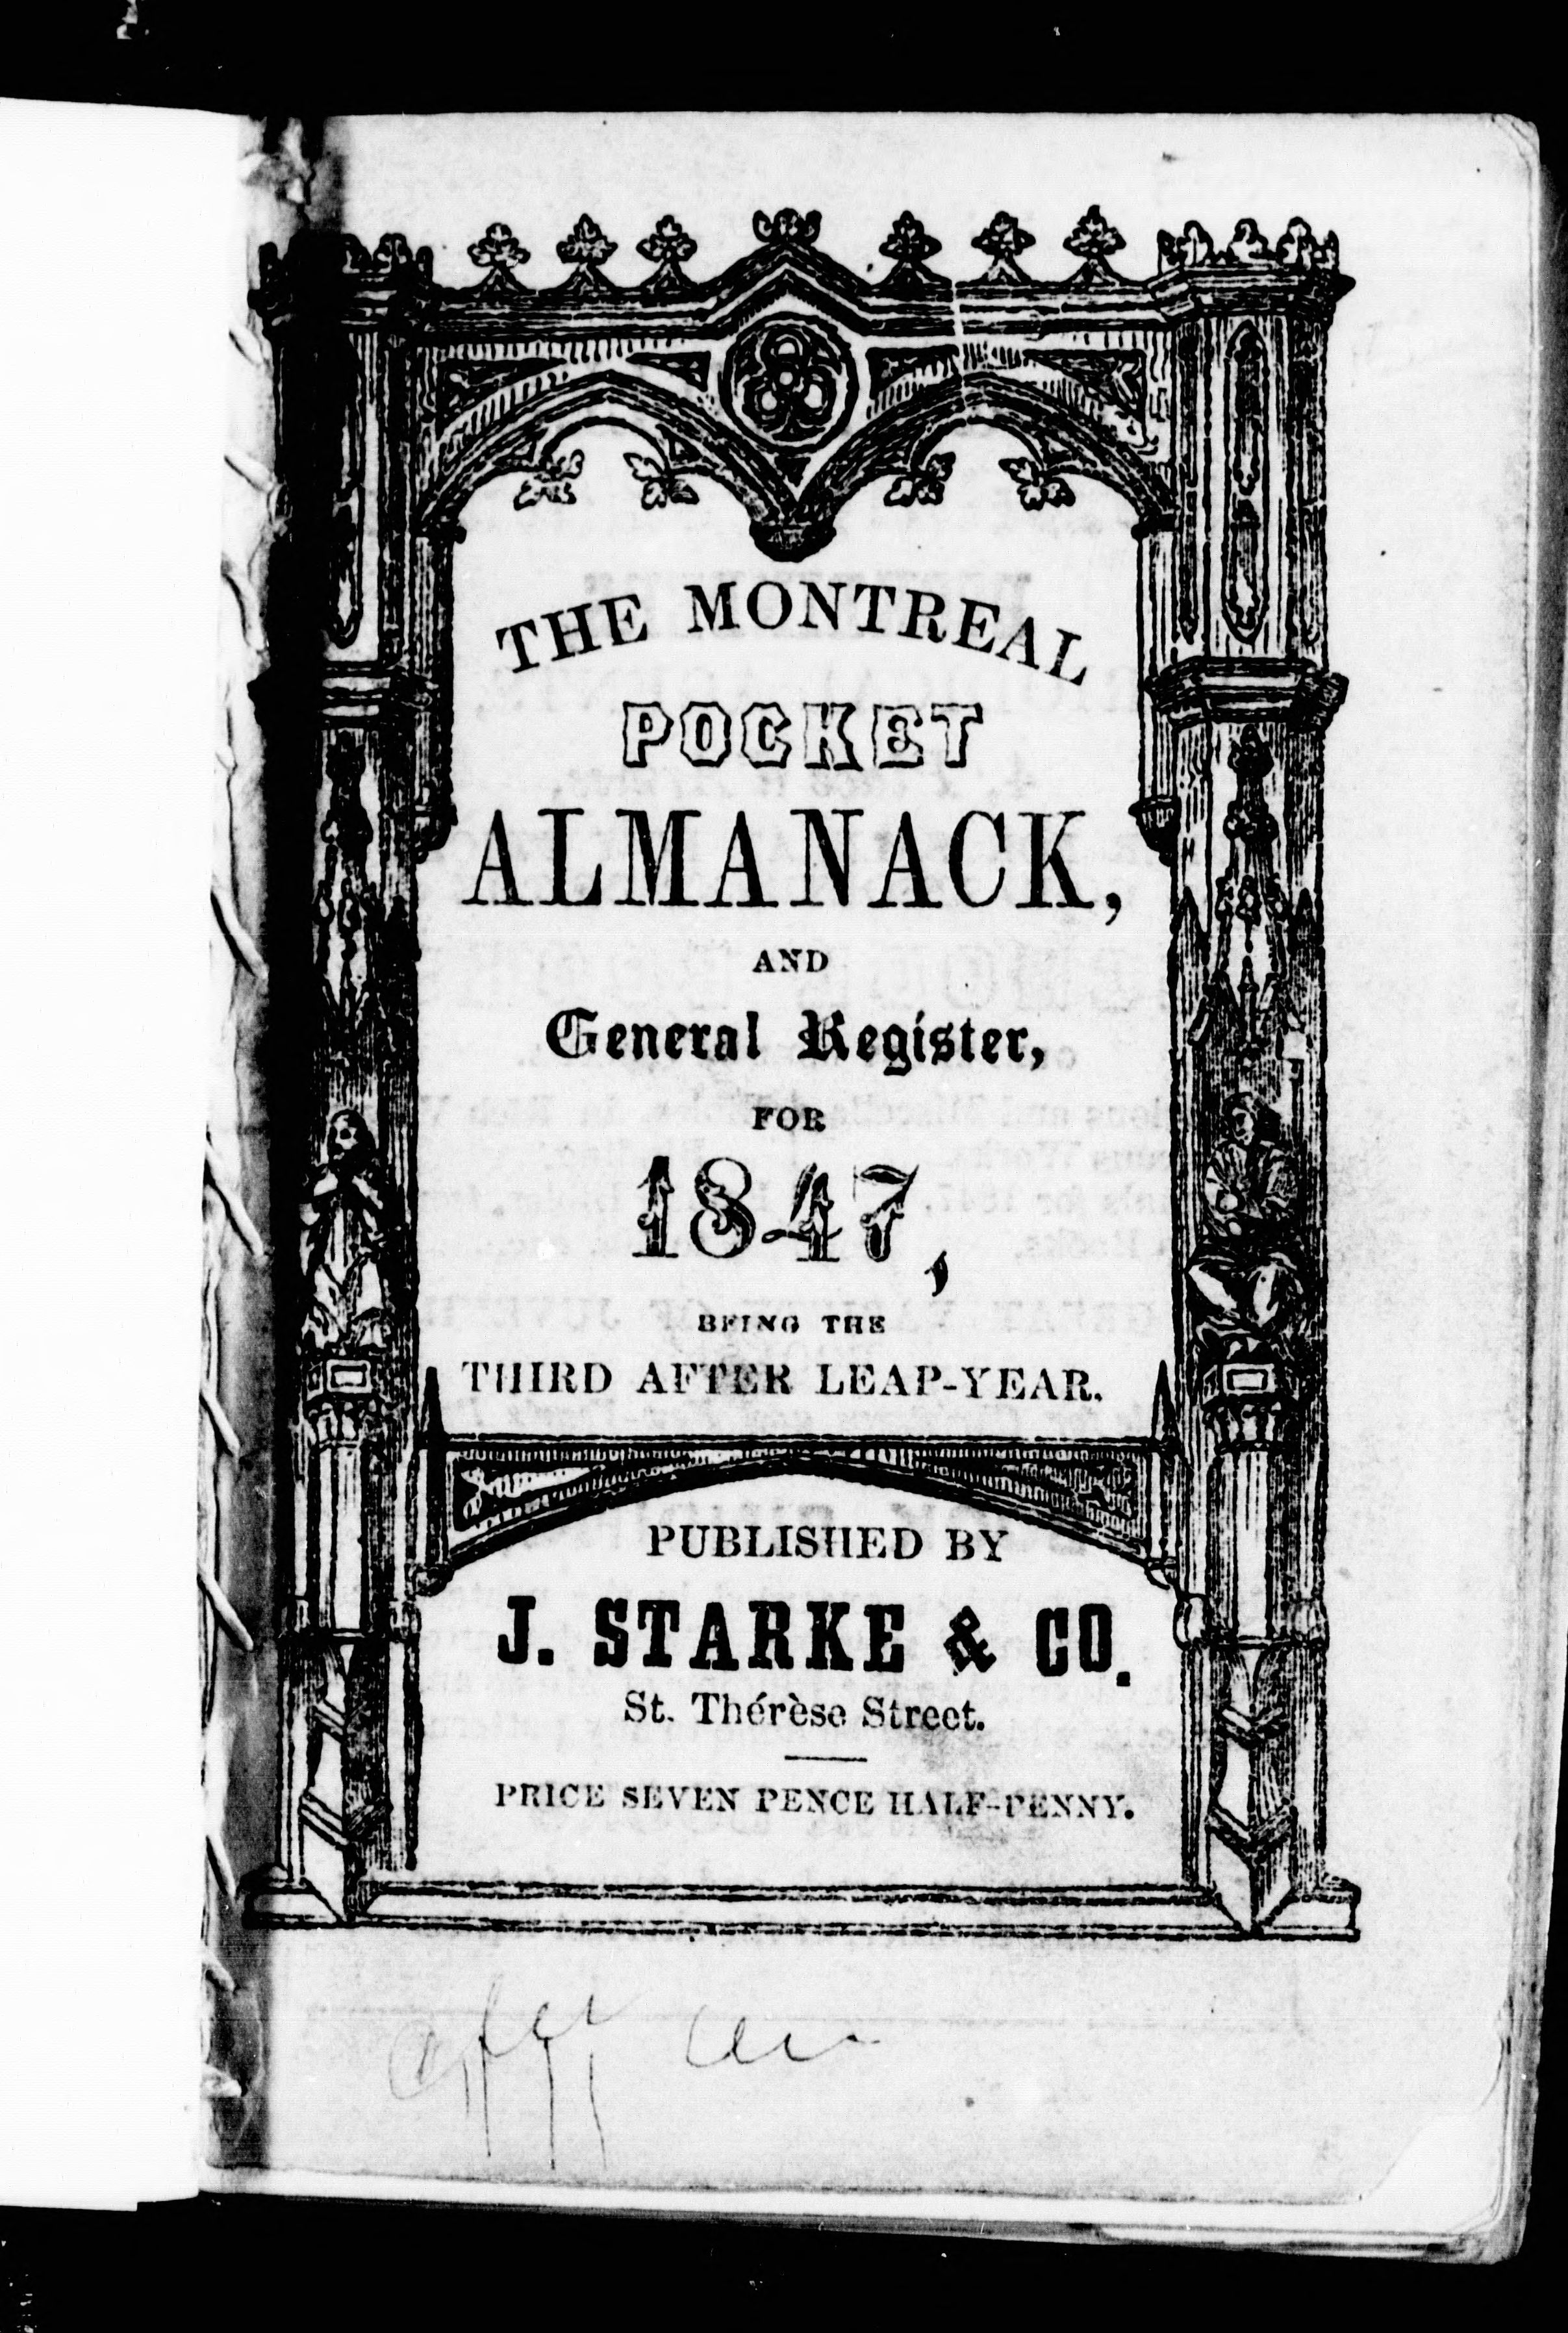 THE MONTREAL
POCKET
ALMANACK,
AND
General Register,
FOR
1847,
BEING THE
THIRD AFTER LEAP-YEAR.
PUBLISHED BY
J. STARKE & CO.
St. Thérèse Street.
PRICE SEVEN PENCE HALF-PENNY.